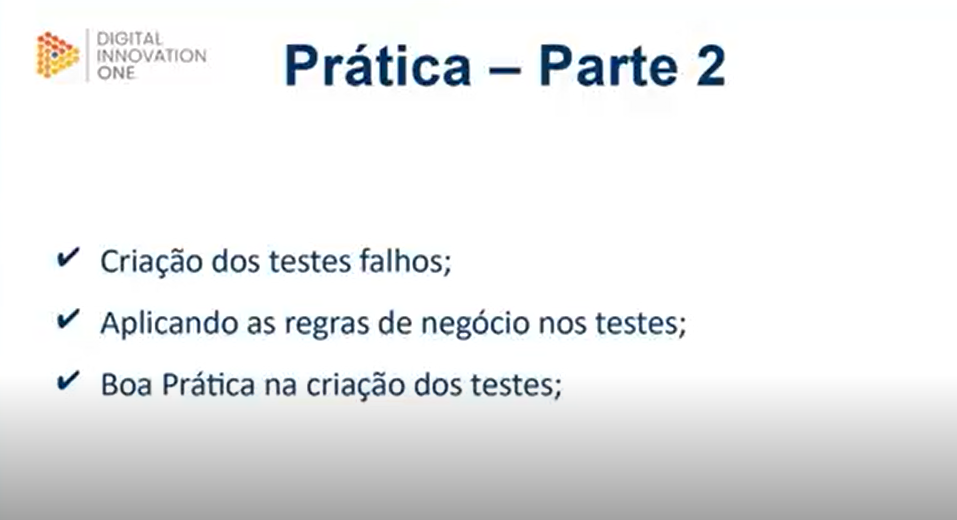 DIGITAL
INNOVATION
ONE
Prática – Parte 2
✔ Criação dos testes falhos;
✔ Aplicando as regras de negócio nos testes;
✔ Boa Prática na criação dos testes;